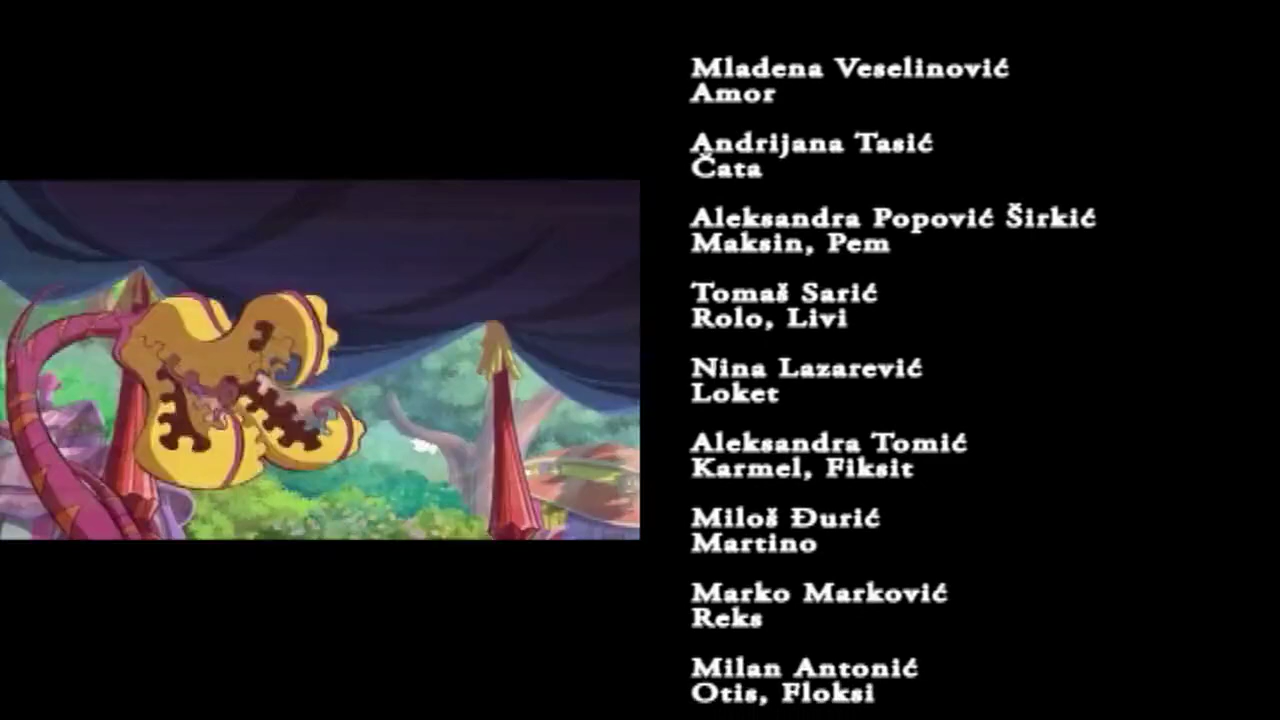 Mladena Veselinović
Amor
Andrijana Tasić
Čata
Aleksandra Popović Širkić
Maksin, Pem
Tomaš Sarić
Rolo, Livi
Nina Lazarević
Loket
Aleksandra Tomić
Karmel, Fiksit
Miloš Đurić
Martino
Marko Marković
Reks
Milan Antonić
Otis, Floksi